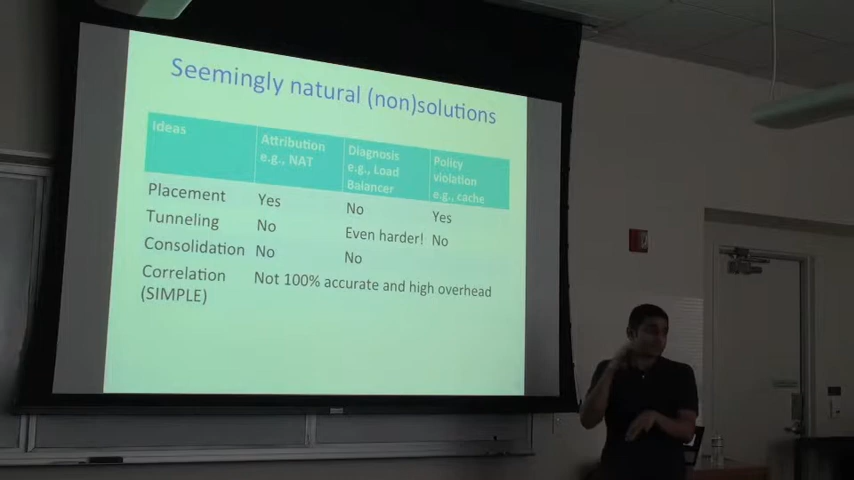 Seemingly natural (non)solutions
Ideas
Attribution
e.g., NAT
Diagnosis
e.g., Load
Balancer
Policy
violation
e.g., cache
Placement Yes No Yes
Tunneling No Even harder! No
Consolidation No No
Correlation Not 100% accurate and high overhead
(SIMPLE)